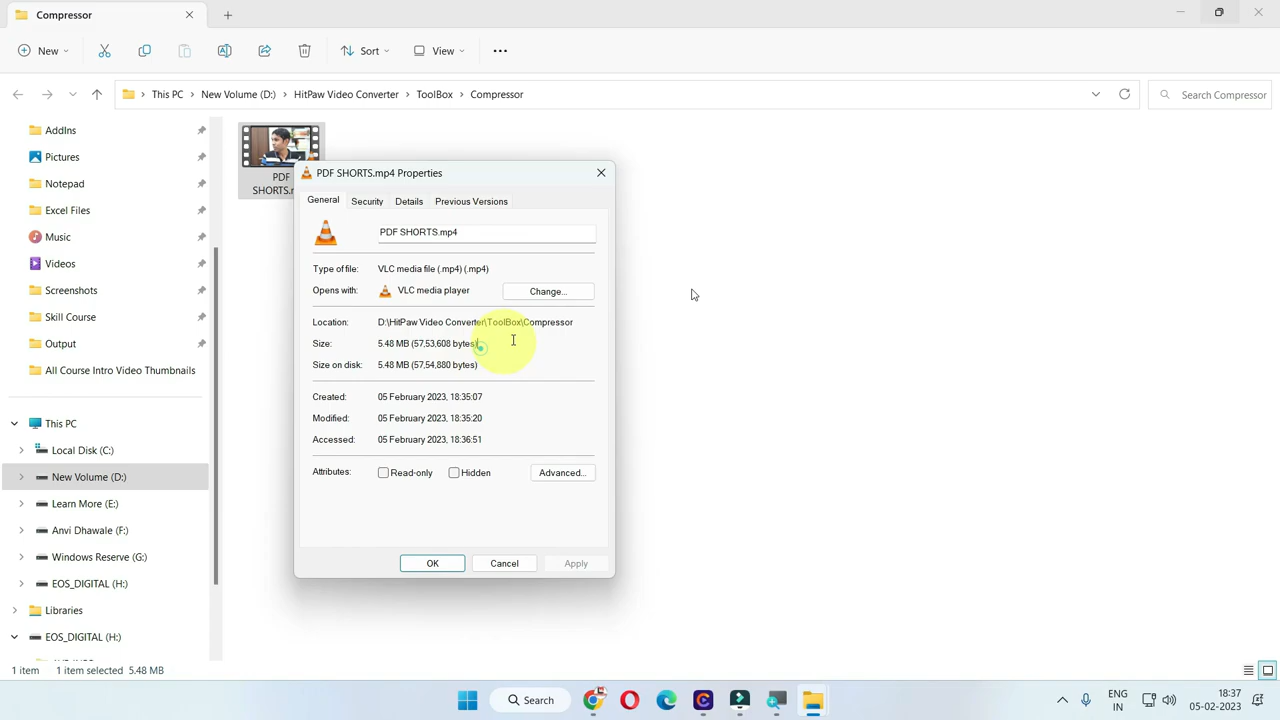 Compressor
New
Sort
View
This PC
New Volume (D:)
HitPaw Video Converter
ToolBox
Compressor
Search Compressor
AddIns
Pictures
Notepad
Excel Files
Music
Videos
Screenshots
Skill Course
Output
All Course Intro Video Thumbnails
This PC
Local Disk (C:)
New Volume (D:)
Learn More (E:)
Anvi Dhawale (F:)
Windows Reserve (G:)
EOS_DIGITAL (H:)
Libraries
EOS_DIGITAL (H:)
PDF
SHORTS.m
PDF SHORTS.mp4 Properties
General Security Details Previous Versions
PDF SHORTS.mp4
Type of file: VLC media file (.mp4) (.mp4)
Opens with: VLC media player Change...
Location: D:\HitPaw Video Converter\ToolBox\Compressor
Size: 5.48 MB (57,53,608 bytes)
Size on disk: 5.48 MB (57,54,880 bytes)
Created: 05 February 2023, 18:35:07
Modified: 05 February 2023, 18:35:20
Accessed: 05 February 2023, 18:36:51
Attributes: Read-only Hidden Advanced...
OK Cancel Apply
1 item 1 item selected 5.48 MB
Search
ENG
IN
18:37
05-02-2023